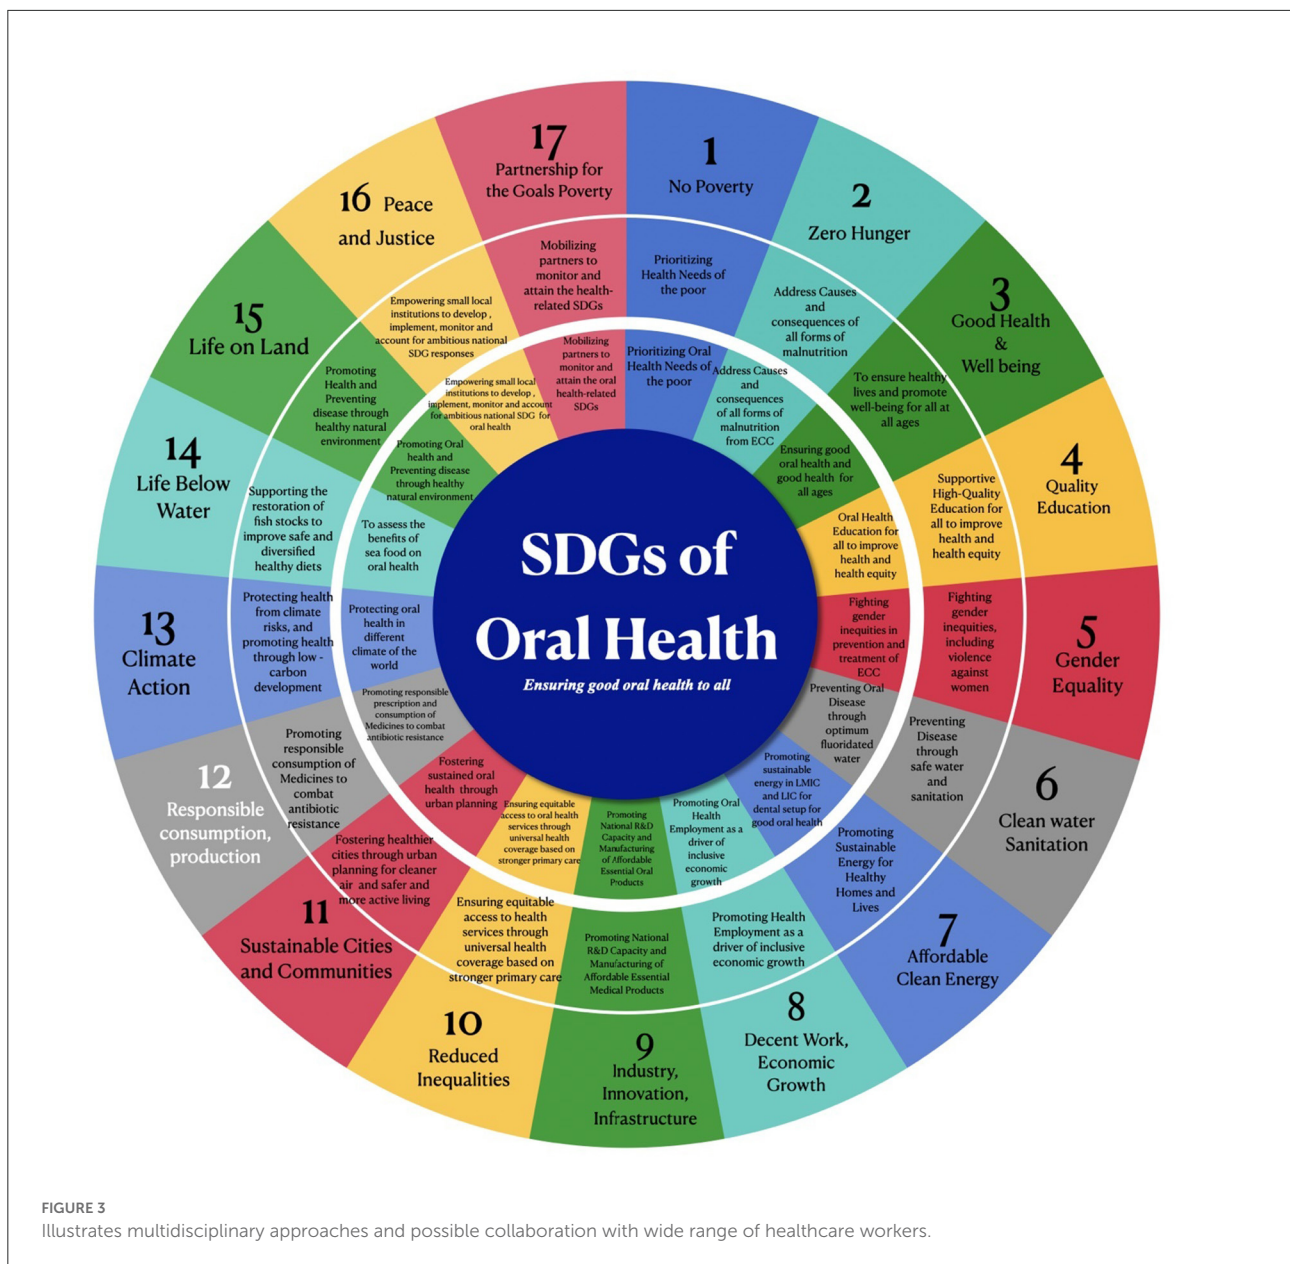 1
No Poverty
Prioritizing
Health Needs of
the poor
Prioritizing Oral
Health Needs of
the poor
2
Zero Hunger
Address Causes
and
consequences of
all forms of
malnutrition
Address Causes
and
consequences
of all forms of
malnutrition
from ECC
3
Good Health
&
Well being
To ensure healthy
lives and promote
well-being for all at
all ages
Ensuring good
oral health and
good health for
all ages
4
Quality
Education
Supportive
High-Quality
Education for
all to improve
health and
health equity
Oral Health
Education for
all to improve
health and
health equity
5
Gender
Equality
Fighting
gender
inequities,
including
violence
against
women
Fighting
gender
inequities in
prevention and
treatment of
ECC
6
Clean water
Sanitation
Preventing
Disease
through
safe water
and
sanitation
Preventing Oral
Disease
through
optimum
fluoridated
water
7
Affordable
Clean Energy
Promoting
Sustainable
Energy for
Healthy
Homes and
Lives
Promoting
sustainable
energy in LMIC
and LIC for
dental setup for
good oral health
8
Decent Work,
Economic
Growth
Promoting Health
Employment as a
driver of inclusive
economic growth
Promoting Oral
Health
Employment as a
driver of
inclusive
economic
growth
9
Industry,
Innovation,
Infrastructure
Promoting National
R&D Capacity and
Manufacturing of
Affordable Essential
Medical Products
Promoting
National R&D
Capacity and
Manufacturing
of Affordable
Essential Oral
Products
10
Reduced
Inequalities
Ensuring equitable
access to health
services through
universal health
coverage based on
stronger primary care
Ensuring equitable
access to oral health
services through
universal health
coverage based on
stronger primary care
11
Sustainable Cities
and Communities
Fostering healthier
cities through urban
planning for cleaner
air and safer and
more active living
Fostering
sustained oral
health through
urban planning
12
Responsible
consumption,
production
Promoting
responsible
consumption of
Medicines to
combat
antibiotic
resistance
Promoting responsible
prescription and
consumption of
Medicines to combat
antibiotic resistance
13
Climate
Action
Protecting health
from climate
risks, and
promoting health
through low -
carbon
development
Protecting oral
health in
different
climate of the
world
14
Life Below
Water
Supporting the
restoration of
fish stocks to
improve safe and
diversified
healthy diets
To assess the
benefits of
sea food on
oral health
15
Life on Land
Promoting
Health and
Preventing
disease through
healthy natural
environment
Promoting Oral
health and
Preventing disease
through healthy
natural environment
16 Peace
and Justice
Empowering small local
institutions to develop ,
implement, monitor and
account for ambitious national
SDG responses
Empowering small local
institutions to develop ,
implement, monitor and account
for ambitious national SDG for
oral health
17
Partnership for
the Goals Poverty
Mobilizing
partners to
monitor and
attain the health-
related SDGs
Mobilizing
partners to
monitor and
attain the oral
health-related
SDGs
SDGs of
Oral Health
Ensuring good oral health to all
FIGURE 3
Illustrates multidisciplinary approaches and possible collaboration with wide range of healthcare workers.